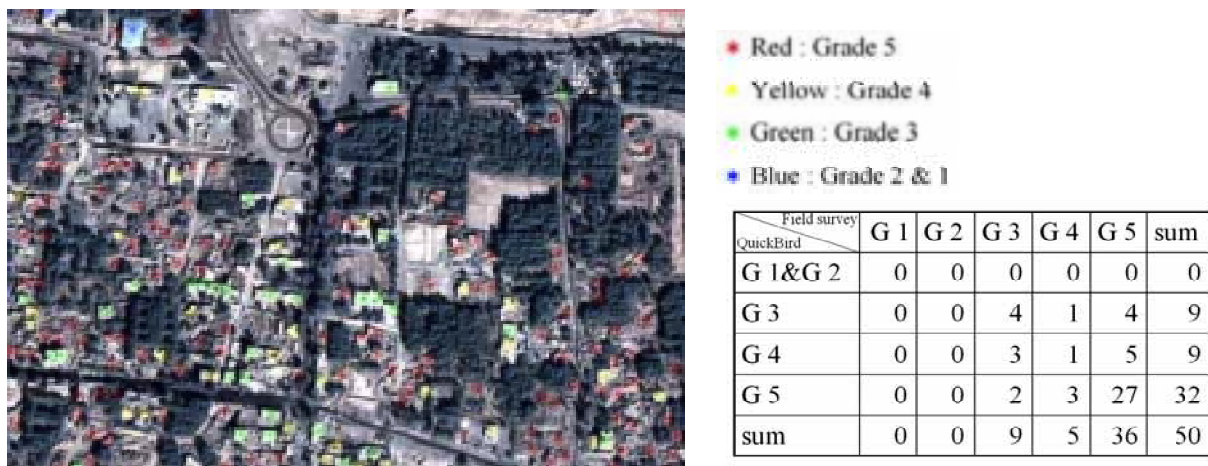 Red : Grade 5
Yellow : Grade 4
Green : Grade 3
Blue : Grade 2 & 1
Field survey
QuickBird
G 1 G 2 G 3 G 4 G 5 sum
G 1&G 2 0 0 0 0 0 0
G 3 0 0 4 1 4 9
G 4 0 0 3 1 5 9
G 5 0 0 2 3 27 32
sum 0 0 9 5 36 50